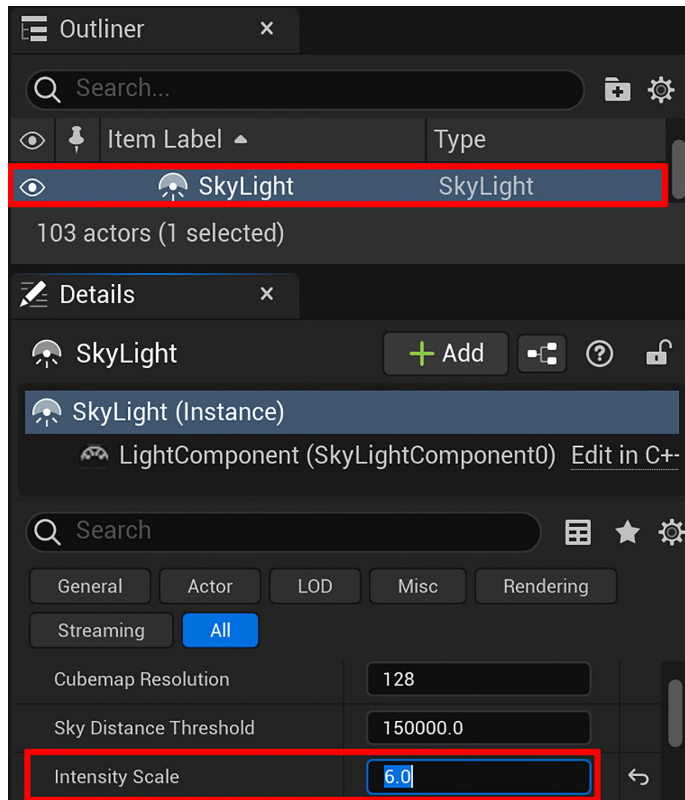 Outliner
Search...
Item Label Type
SkyLight SkyLight
103 actors (1 selected)
Details
SkyLight Add
SkyLight (Instance)
LightComponent (SkyLightComponent0) Edit in C+
Search
General Actor LOD Misc Rendering
Streaming All
Cubemap Resolution 128
Sky Distance Threshold 150000.0
Intensity Scale 6.0